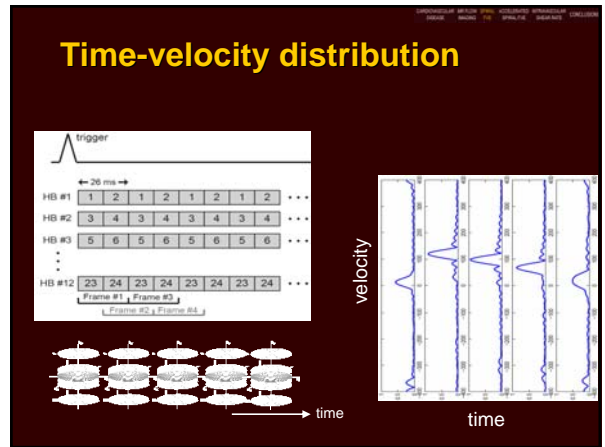 CARDIOVASCULAR DISEASE MR FLOW IMAGING SPIRAL FVE ACCELERATED SPIRAL FVE INTRAVASCULAR SHEAR RATE CONCLUSIONS
Time-velocity distribution
trigger
← 26 ms →
HB #1 1 2 1 2 1 2 1 2 ...
HB #2 3 4 3 4 3 4 3 4 ...
HB #3 5 6 5 6 5 6 5 6 ...
HB #12 23 24 23 24 23 24 23 24 ...
Frame #1 Frame #3
Frame #2 Frame #4
time
velocity
time